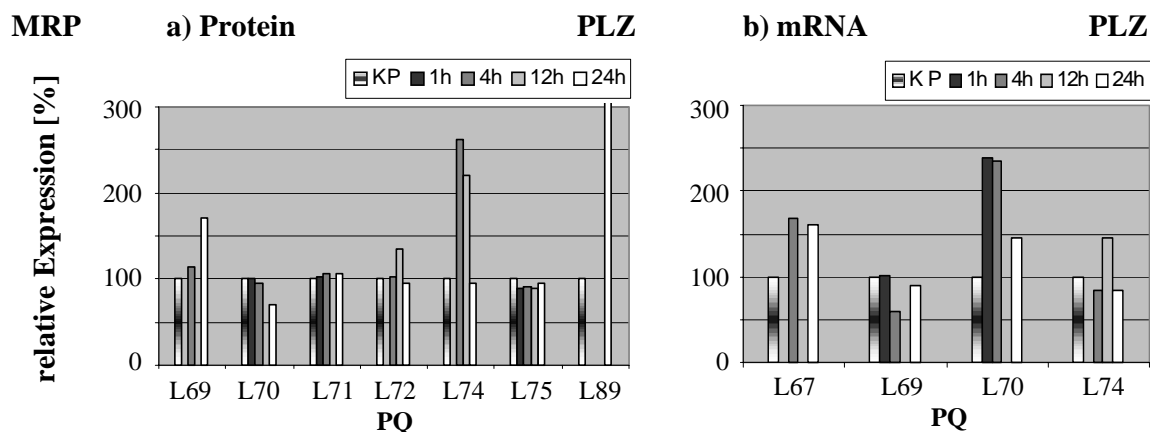 MRP a) Protein PLZ
KP 1h 4h 12h 24h
relative Expression [%]
300
200
100
0
L69 L70 L71 L72 L74 L75 L89
PQ
b) mRNA PLZ
K P 1h 4h 12h 24h
300
200
100
0
L67 L69 L70 L74
PQ